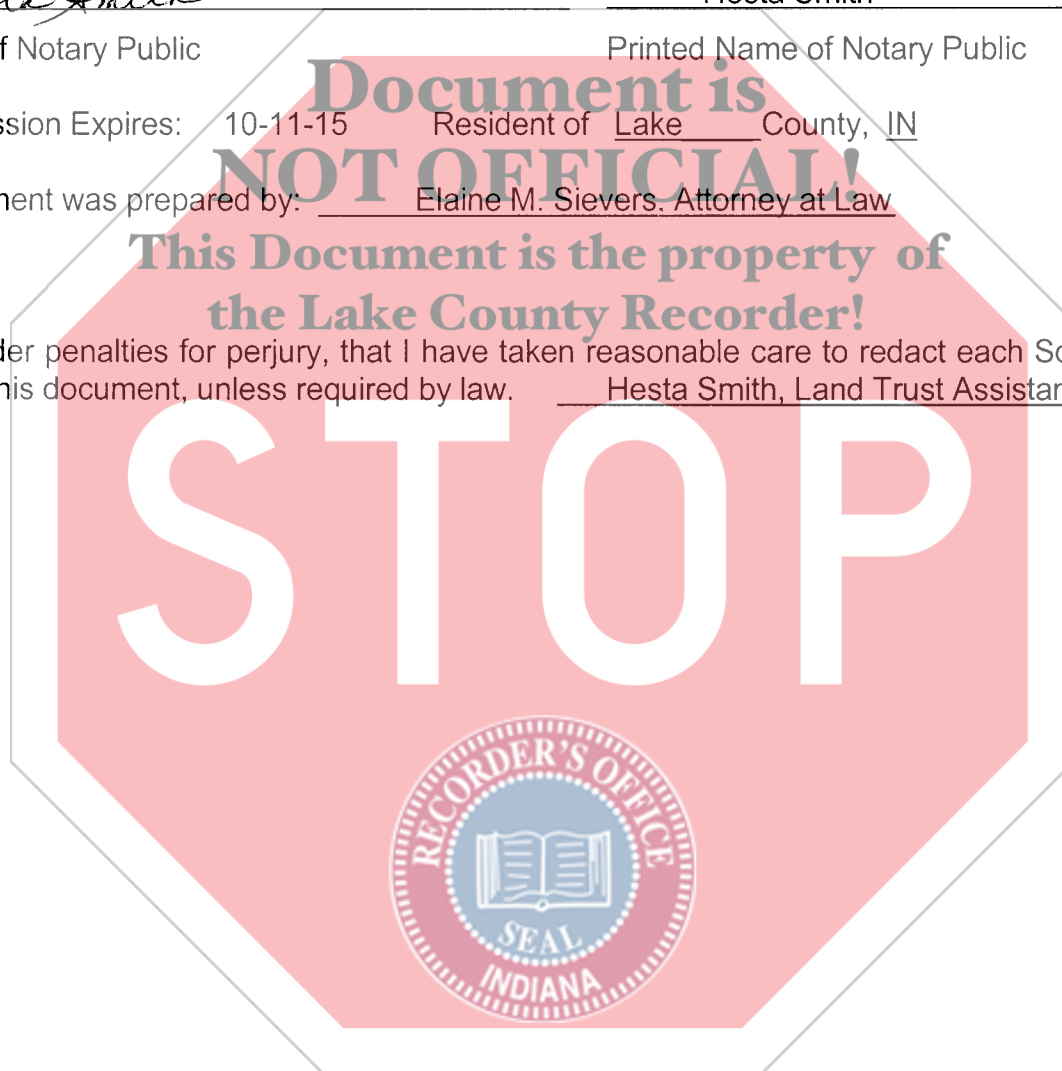 Hesta Smith
f Notary Public Printed Name of Notary Public
Document is
ssion Expires: 10-11-15 Resident of Lake County, IN
NOT OFFICIAL!
nent was prepared by: Elaine M. Sievers, Attorney at Law
This Document is the property of
the Lake County Recorder!
der penalties for perjury, that I have taken reasonable care to redact each So
his document, unless required by law. Hesta Smith, Land Trust Assistan
STOP
RECORDER'S OFFICE
SEAL
INDIANA